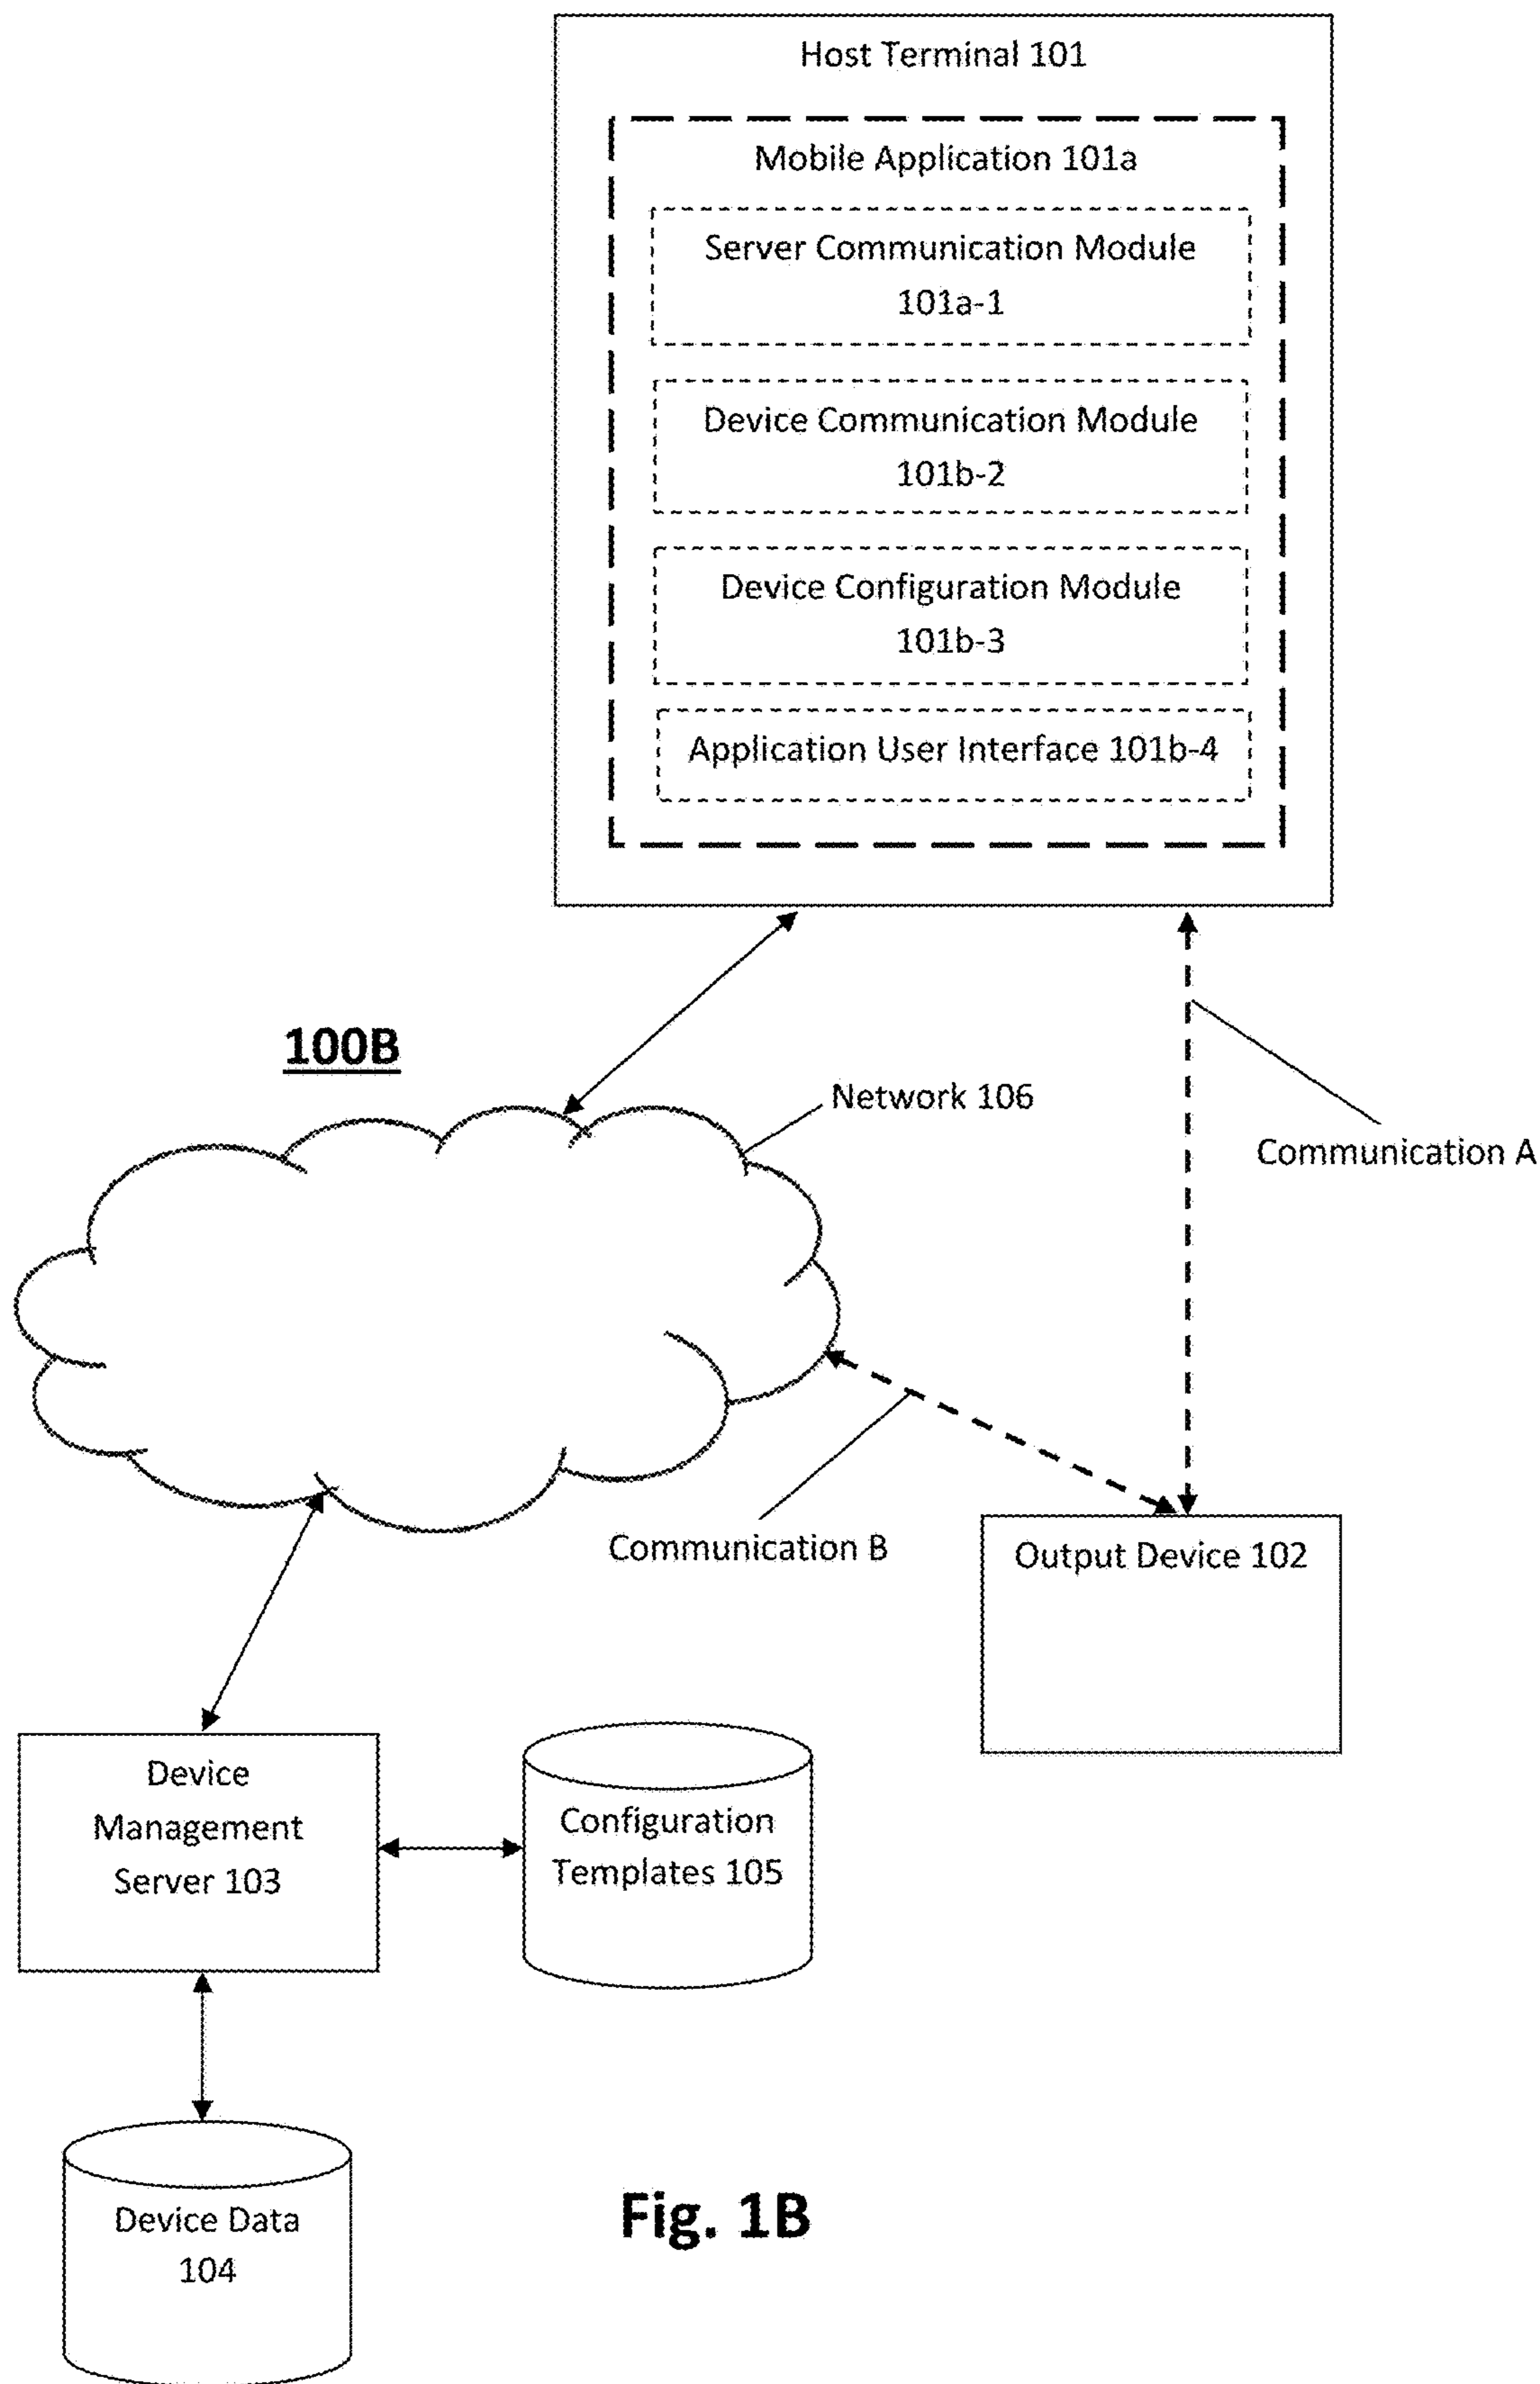 Host Terminal 101
Mobile Application 101a
Server Communication Module
101a-1
Device Communication Module
101b-2
Device Configuration Module
101b-3
Application User Interface 101b-4
100B
Network 106
Communication A
Communication B
Output Device 102
Device
Management
Server 103
Configuration
Templates 105
Device Data
104
Fig. 1B